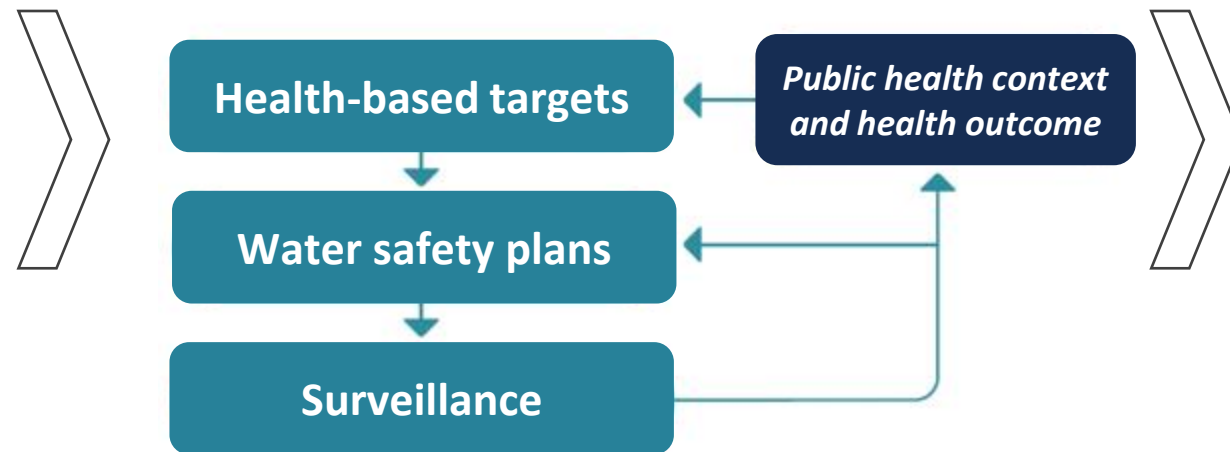 Health-based targets
Public health context
and health outcome
Water safety plans
Surveillance